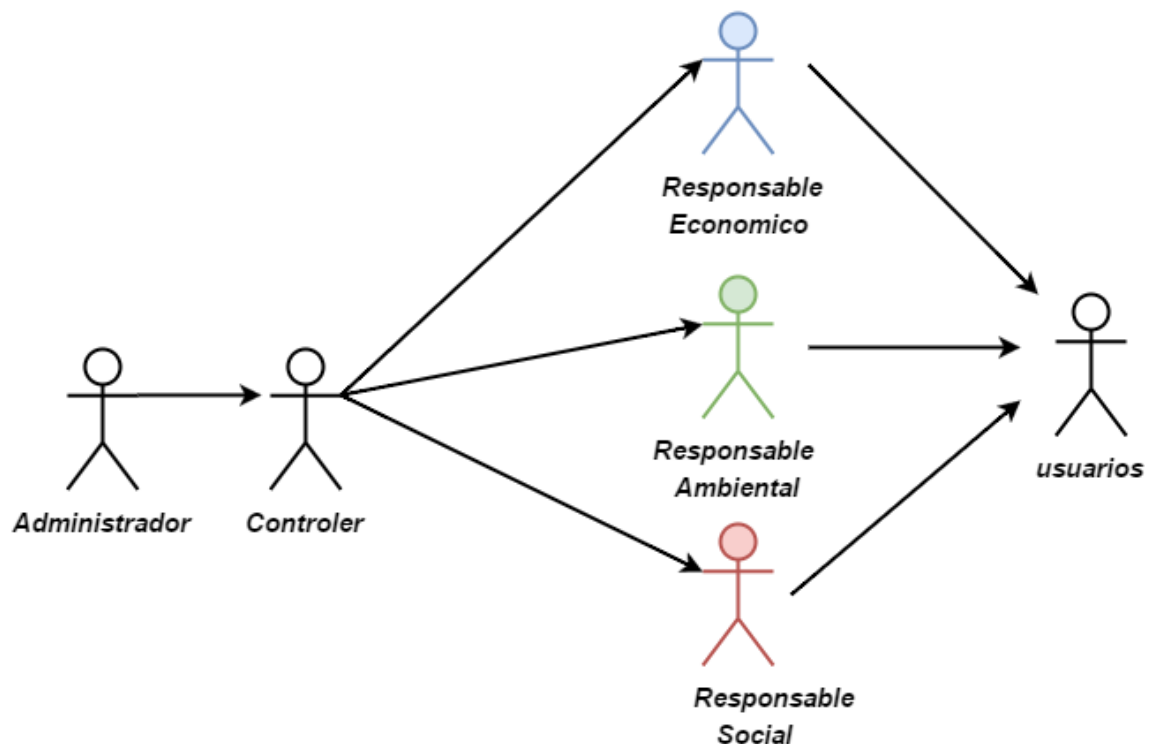 Responsable
Economico
Responsable
Ambiental
usuarios
Administrador
Controler
Responsable
Social